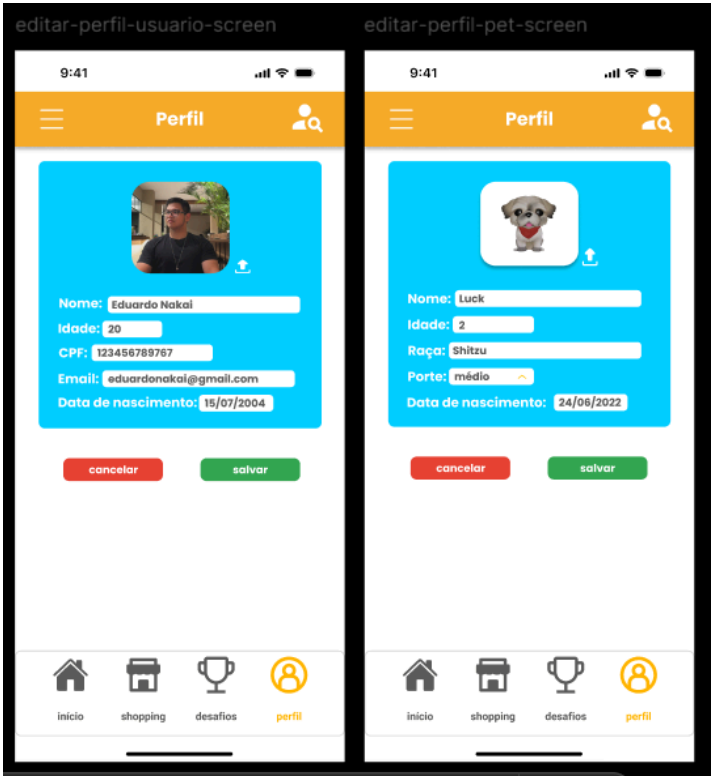 editar-perfil-usuario-screen
9:41
Perfil
Nome: Eduardo Nakai
Idade: 20
CPF: 123456789767
Email: eduardonakai@gmail.com
Data de nascimento: 15/07/2004
cancelar salvar
início shopping desafios perfil
editar-perfil-pet-screen
9:41
Perfil
Nome: Luck
Idade: 2
Raça: Shitzu
Porte: médio
Data de nascimento: 24/06/2022
cancelar salvar
início shopping desafios perfil